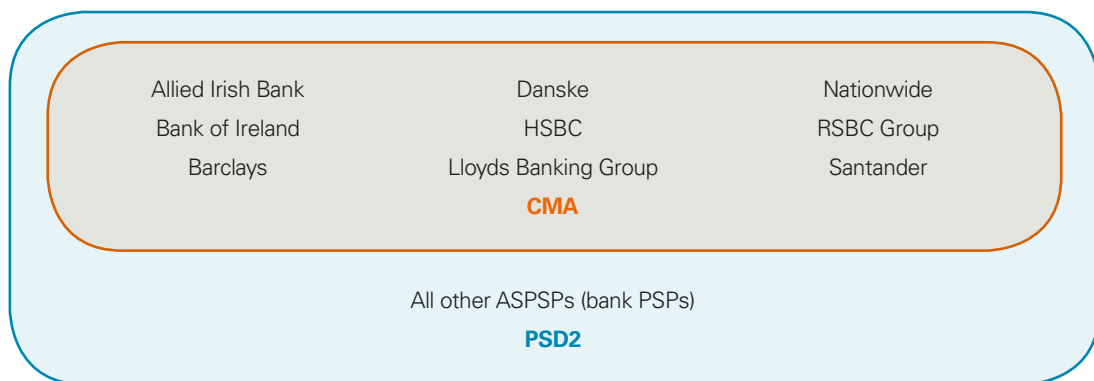 Allied Irish Bank Danske Nationwide
Bank of Ireland HSBC RSBC Group
Barclays Lloyds Banking Group Santander
CMA
All other ASPSPs (bank PSPs)
PSD2